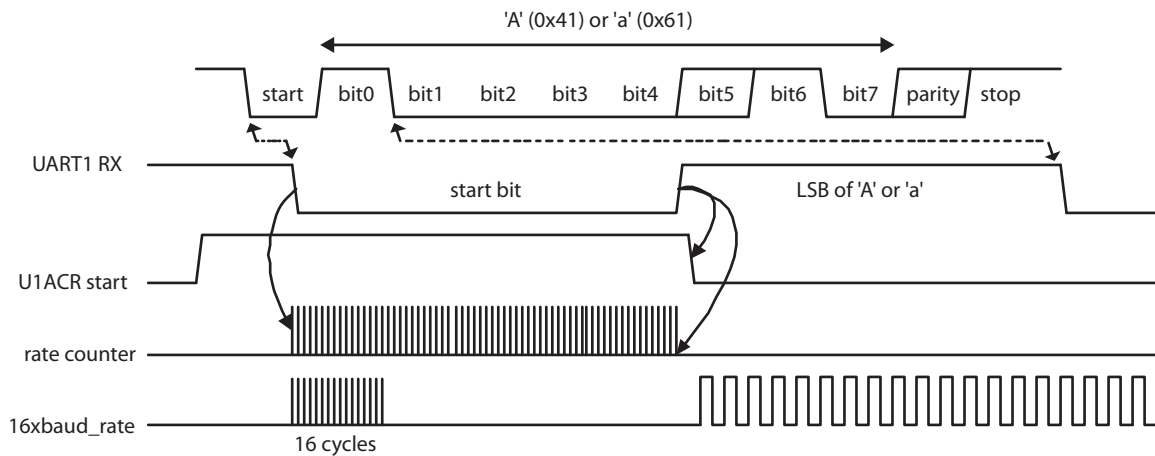 'A' (0x41) or 'a' (0x61)
start bit0 bit1 bit2 bit3 bit4 bit5 bit6 bit7 parity stop
UART1 RX
start bit LSB of 'A' or 'a'
U1ACR start
rate counter
16xbaud_rate
16 cycles